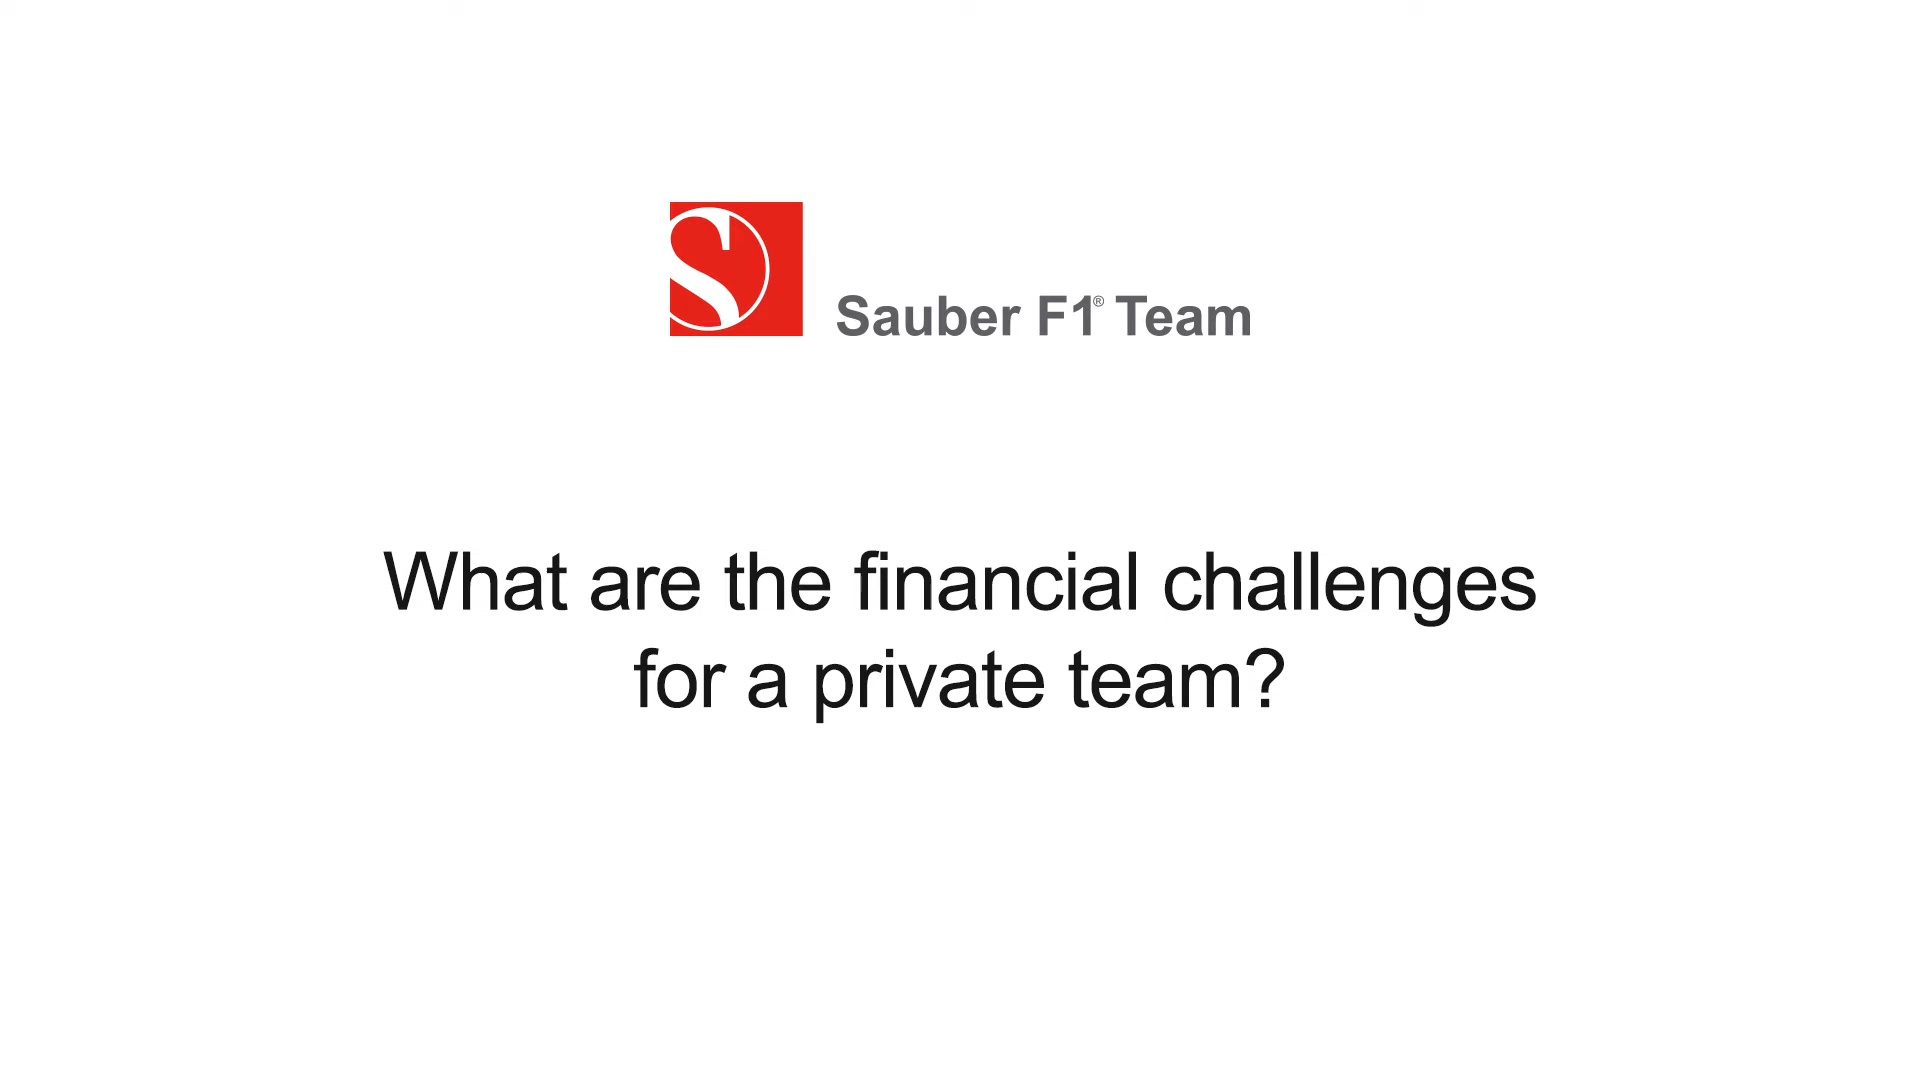 Sauber F1® Team
What are the financial challenges
for a private team?